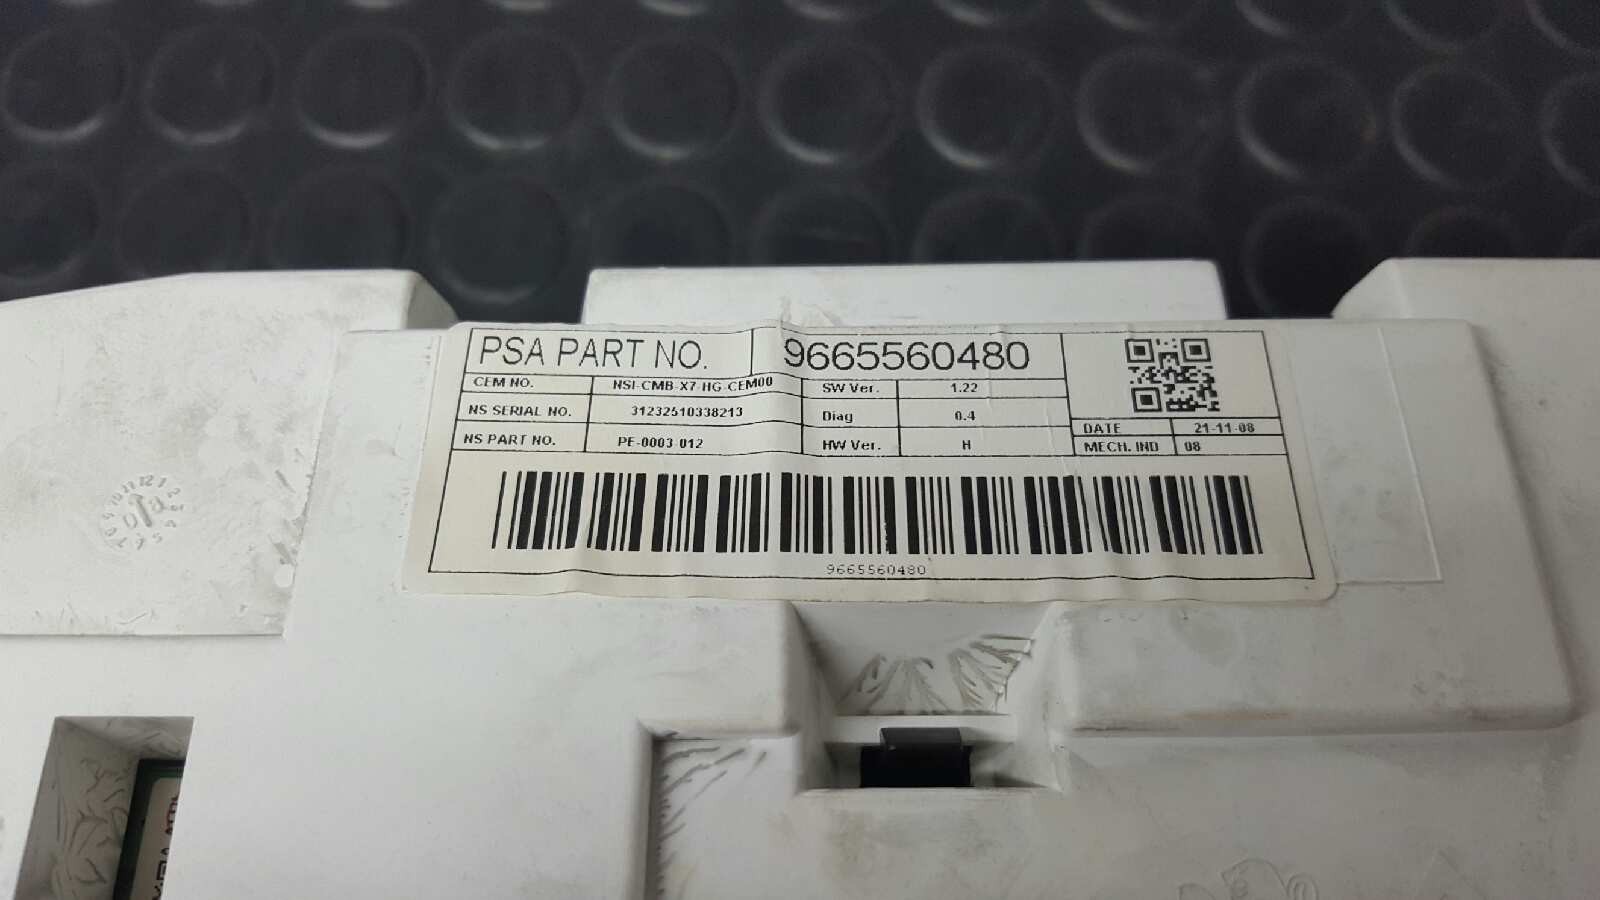 PSA PART NO. 9665560480
CEM NO. NSI-CMB-X7-HG-CEM00 SW Ver. 1.22
NS SERIAL NO. 31232510338213 Diag 0.4
NS PART NO. PE-0003-012 HW Ver. H
DATE 21-11-08
MECH. IND 08
9665560480